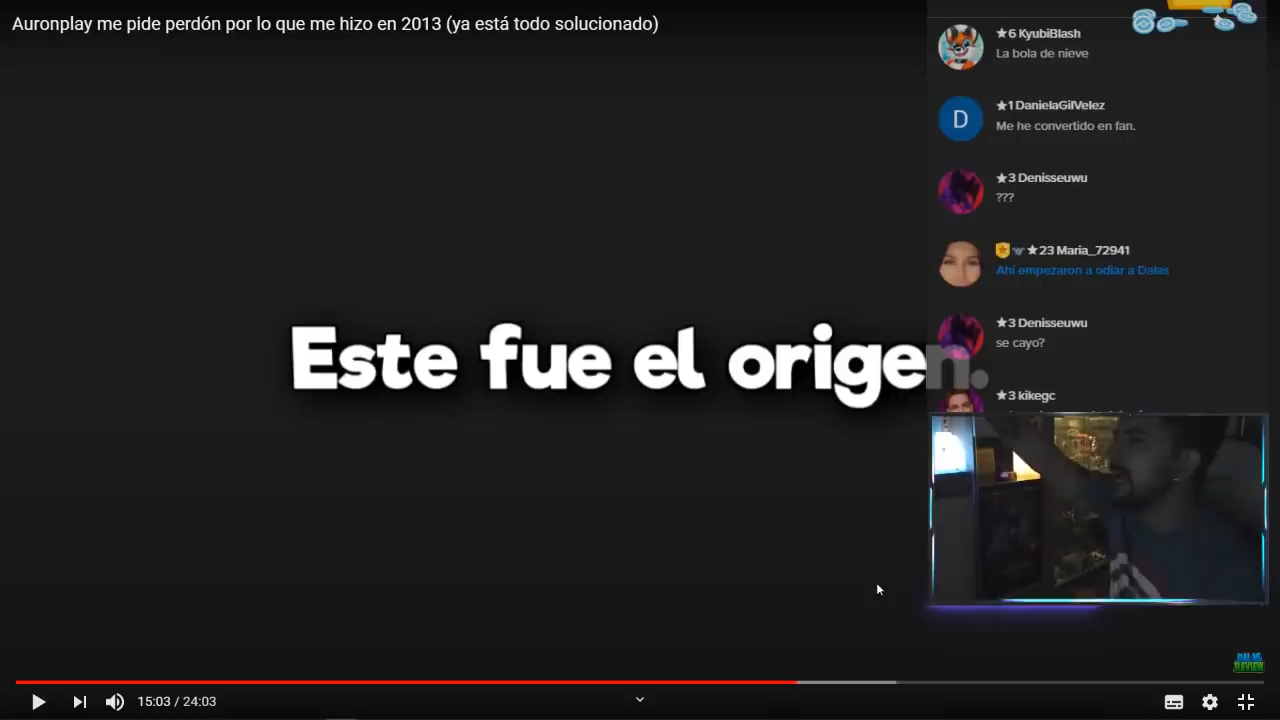 Auronplay me pide perdón por lo que me hizo en 2013 (ya está todo solucionado)
★6 KyubiBlash
La bola de nieve
D
★1 DanielaGilVelez
Me he convertido en fan.
★3 Denisseuwu
???
★23 Maria_72941
Ahí empezaron a odiar a Dalas
★3 Denisseuwu
se cayo?
★3 kikegc
Este fue el origen.
DALAS
REVIEW
15:03 / 24:03